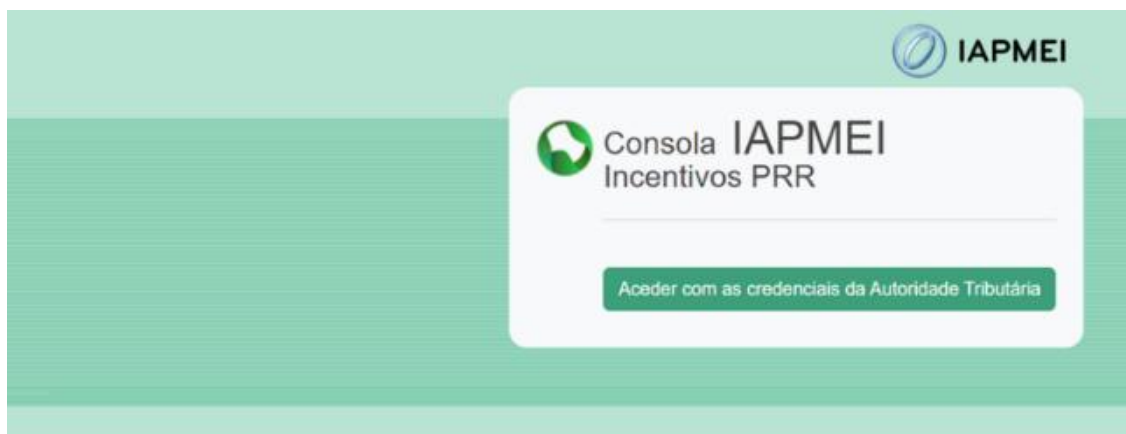 IAPMEI
Consola IAPMEI
Incentivos PRR
Aceder com as credenciais da Autoridade Tributária